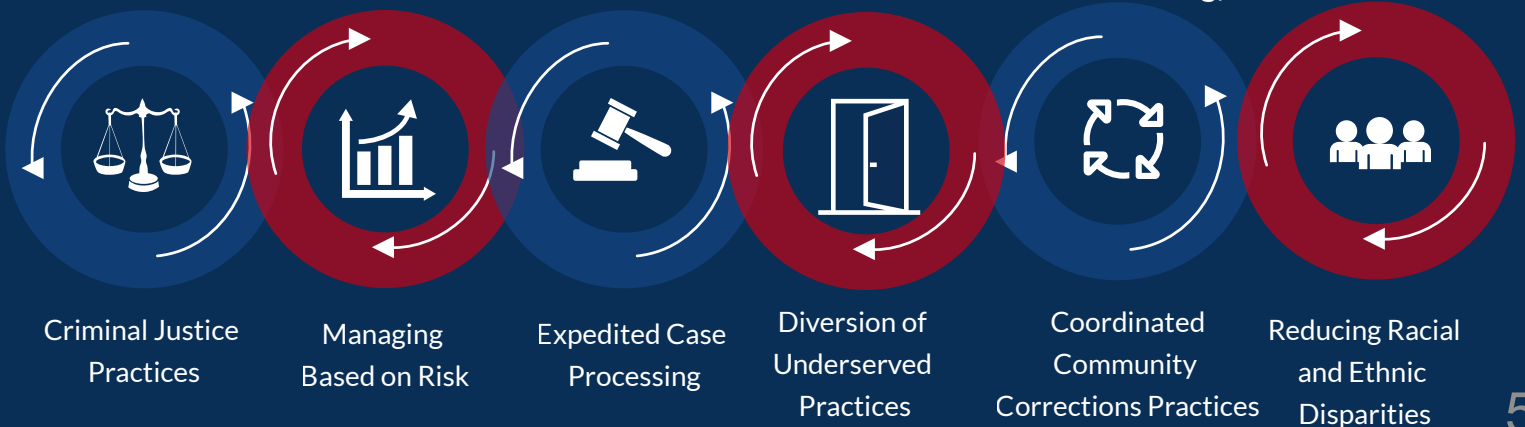 Criminal Justice
Practices
Managing
Based on Risk
Expedited Case
Processing
Diversion of
Underserved
Practices
Coordinated
Community
Corrections Practices
Reducing Racial
and Ethnic
Disparities
5